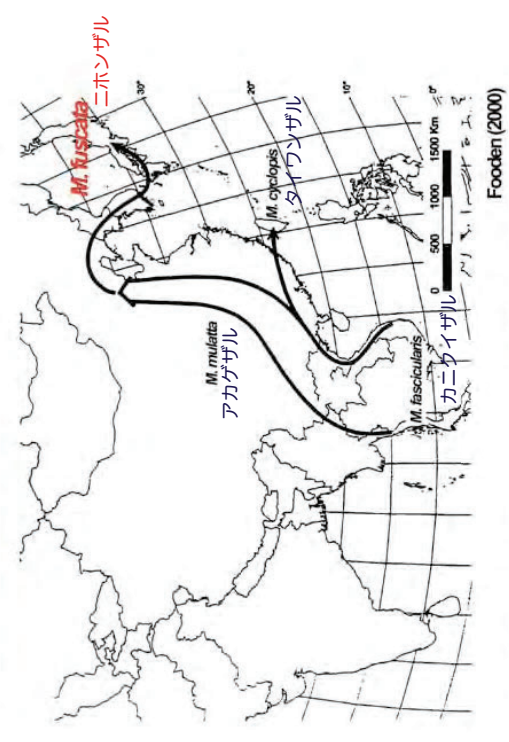 M. fuscata
ニホンザル
30°
20°
M. cyclopis
タイワンザル
10°
M. mulatta
アカゲザル
0 500 1000 1500 Km
0°
M. fascicularis
カニクイザル
Fooden (2000)